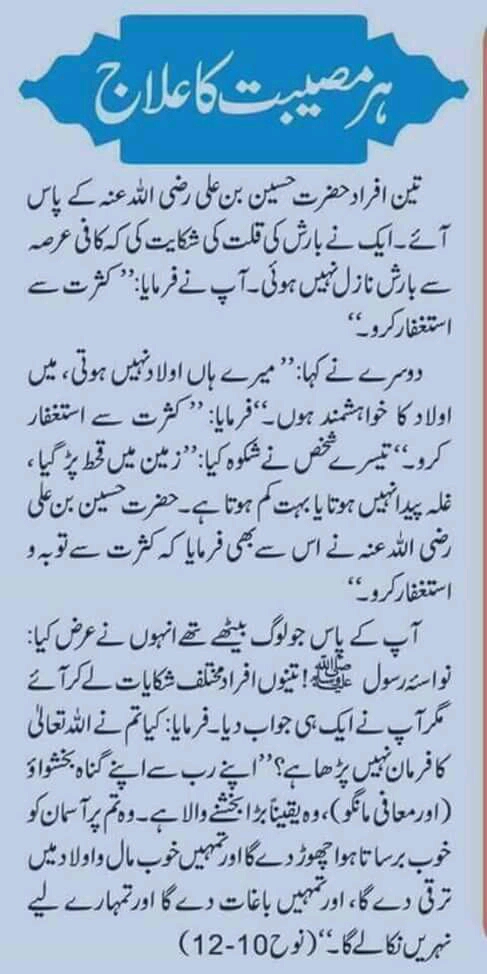 ہر مصیبت کا علاج
تین افراد حضرت حسین بن علی رضی اللہ عنہ کے پاس
آئے۔ ایک نے بارش کی قلت کی شکایت کی کہ کافی عرصہ
سے بارش نازل نہیں ہوئی۔ آپ نے فرمایا: ’’کثرت سے
استغفار کرو۔‘‘
دوسرے نے کہا: ’’میرے ہاں اولاد نہیں ہوتی، میں
اولاد کا خواہشمند ہوں۔‘‘ فرمایا: ’’کثرت سے استغفار
کرو۔‘‘ تیسرے شخص نے شکوہ کیا: ’’زمین میں قحط پڑ گیا،
غلہ پیدا نہیں ہوتا یا بہت کم ہوتا ہے۔ حضرت حسین بن علی
رضی اللہ عنہ نے اس سے بھی فرمایا کہ کثرت سے توبہ و
استغفار کرو۔‘‘
آپ کے پاس جو لوگ بیٹھے تھے انہوں نے عرض کیا:
نواسۂ رسول ﷺ! تینوں افراد مختلف شکایات لے کر آئے
مگر آپ نے ایک ہی جواب دیا۔ فرمایا: کیا تم نے اللہ تعالیٰ
کا فرمان نہیں پڑھا ہے؟ ’’اپنے رب سے اپنے گناہ بخشواؤ
(اور معافی مانگو)، وہ یقیناً بڑا بخشنے والا ہے۔ وہ تم پر آسمان کو
خوب برساتا ہوا چھوڑ دے گا اور تمہیں خوب مال و اولاد میں
ترقی دے گا، اور تمہیں باغات دے گا اور تمہارے لیے
نہریں نکالے گا۔‘‘ (نوح 10-12)